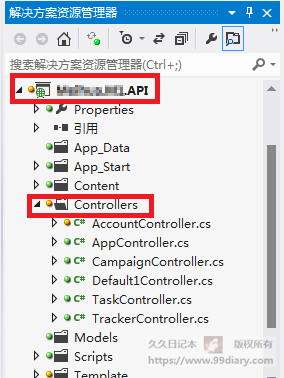 解决方案资源管理器
搜索解决方案资源管理器(Ctrl+;)
.API
Properties
引用
App_Data
App_Start
Content
Controllers
C# AccountController.cs
C# AppController.cs
C# CampaignController.cs
C# Default1Controller.cs
C# TaskController.cs
C# TrackerController.cs
Models
Scripts
Template
久久日记本 版权所有
https://www.99diary.com